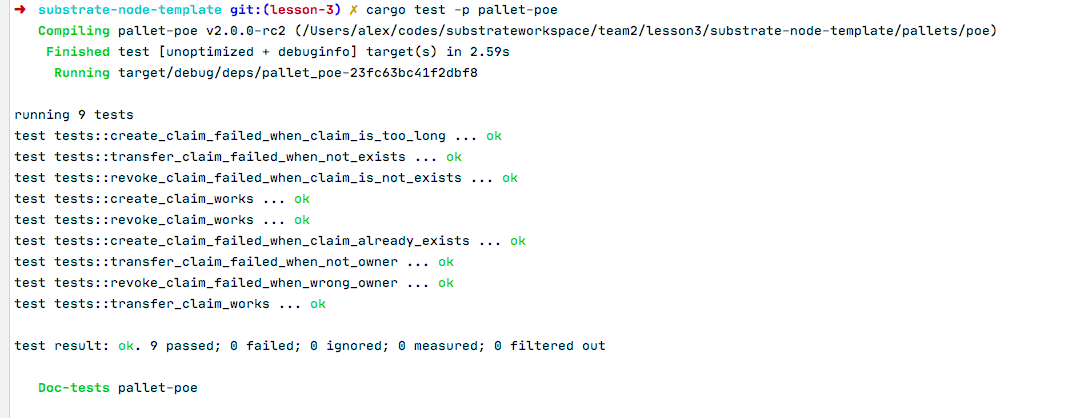 ➜ substrate-node-template git:(lesson-3) ✗ cargo test -p pallet-poe
Compiling pallet-poe v2.0.0-rc2 (/Users/alex/codes/substrateworkspace/team2/lesson3/substrate-node-template/pallets/poe)
Finished test [unoptimized + debuginfo] target(s) in 2.59s
Running target/debug/deps/pallet_poe-23fc63bc41f2dbf8
running 9 tests
test tests::create_claim_failed_when_claim_is_too_long ... ok
test tests::transfer_claim_failed_when_not_exists ... ok
test tests::revoke_claim_failed_when_claim_is_not_exists ... ok
test tests::create_claim_works ... ok
test tests::revoke_claim_works ... ok
test tests::create_claim_failed_when_claim_already_exists ... ok
test tests::transfer_claim_failed_when_not_owner ... ok
test tests::revoke_claim_failed_when_wrong_owner ... ok
test tests::transfer_claim_works ... ok
test result: ok. 9 passed; 0 failed; 0 ignored; 0 measured; 0 filtered out
Doc-tests pallet-poe